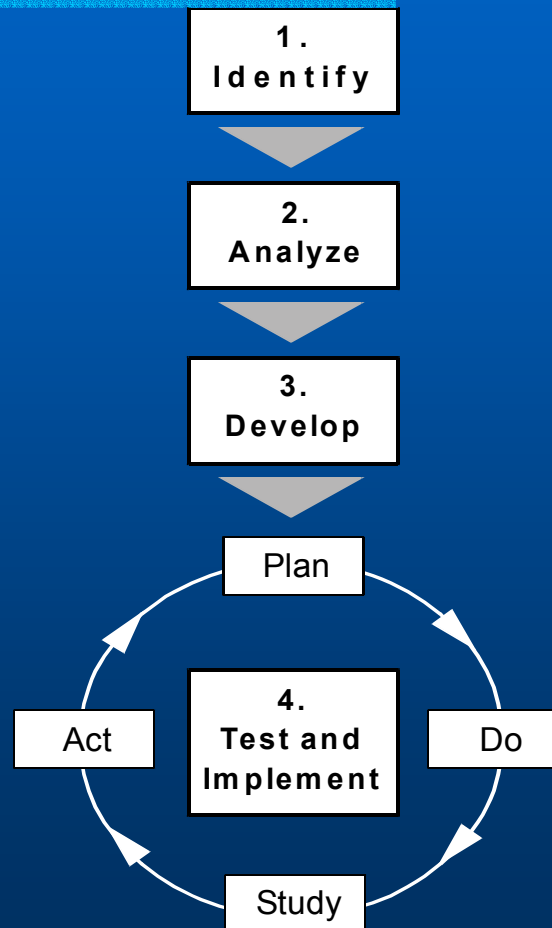 1.
Identify
2.
Analyze
3.
Develop
Plan
4.
Test and
Implement
Act
Do
Study